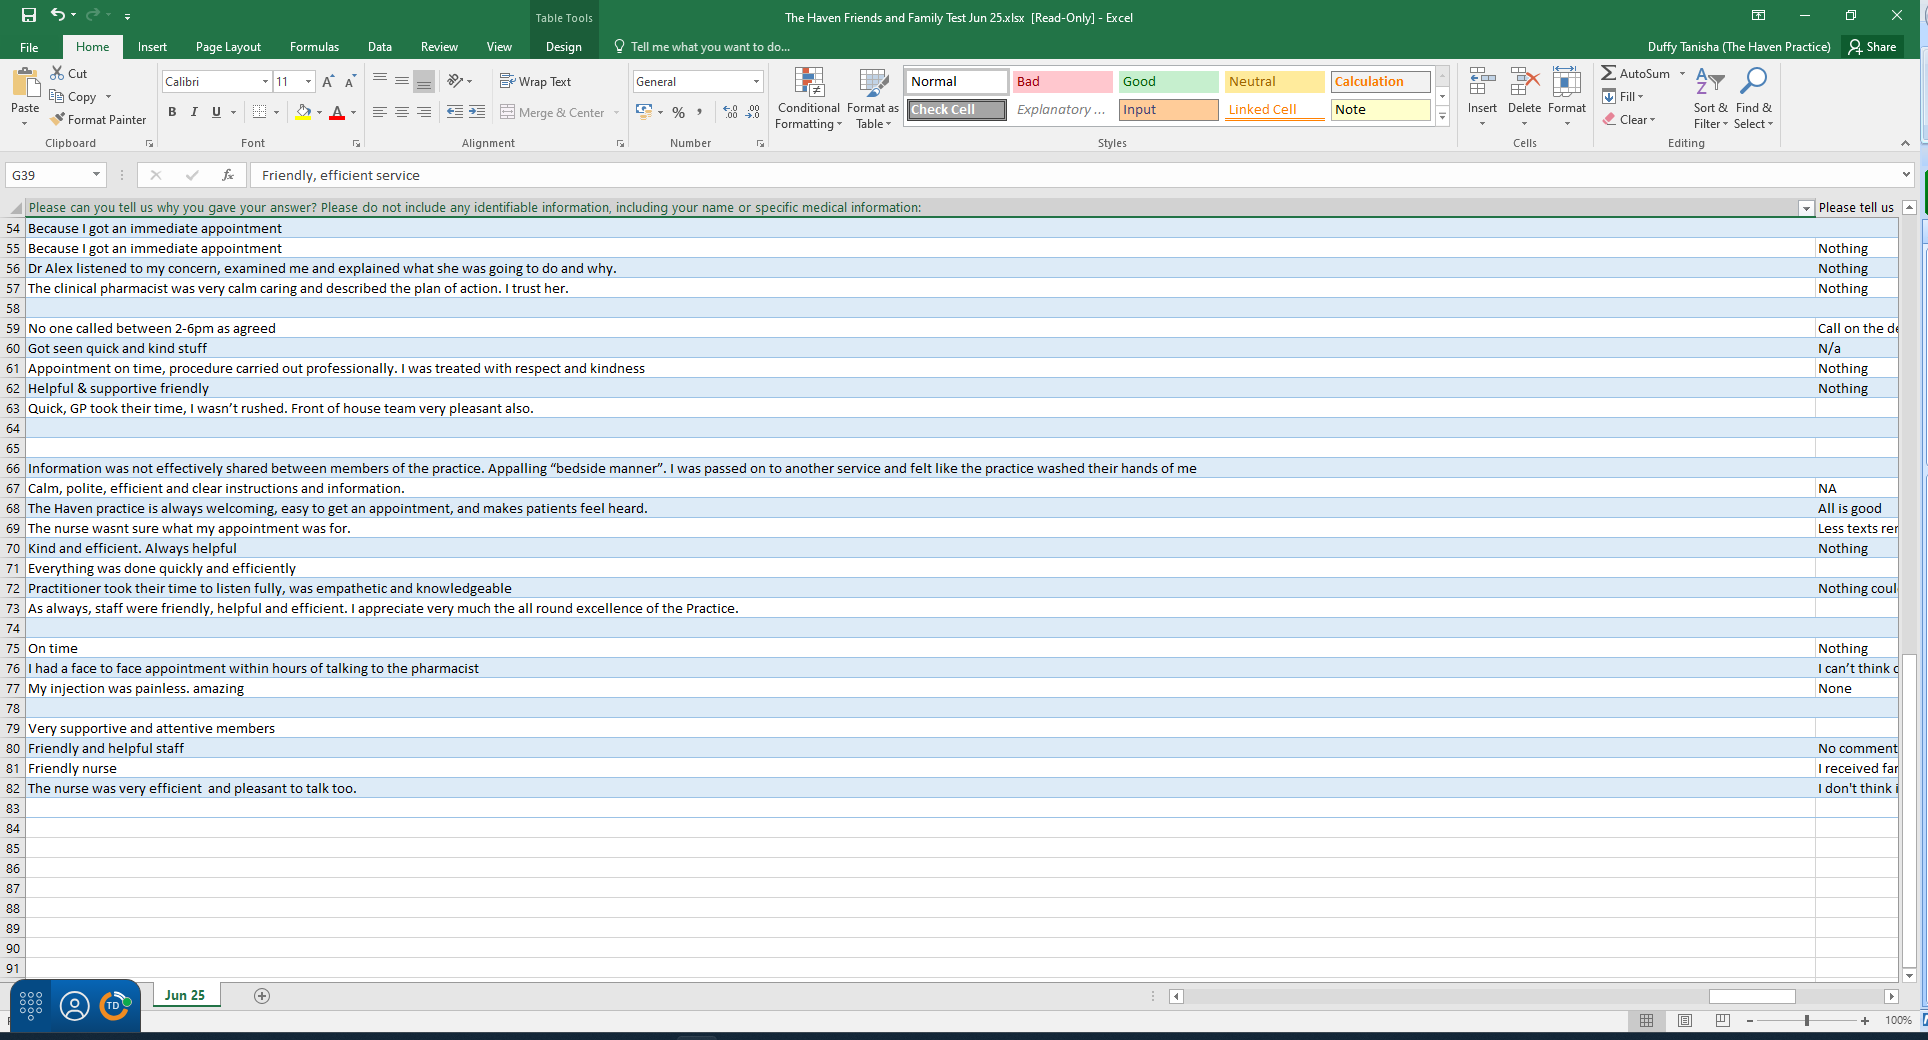 Table Tools
The Haven Friends and Family Test Jun 25.xlsx [Read-Only] - Excel
File Home Insert Page Layout Formulas Data Review View Design Tell me what you want to do... Duffy Tanisha (The Haven Practice) Share
Paste Cut Copy Format Painter
Calibri 11
B I U
Wrap Text
Merge & Center
General
Conditional Formatting
Format as Table
Normal Bad Good Neutral Calculation
Check Cell Explanatory ... Input Linked Cell Note
Insert Delete Format
AutoSum
Fill
Clear
Sort & Filter
Find & Select
Clipboard Font Alignment Number Styles Cells Editing
G39 fx Friendly, efficient service
Please can you tell us why you gave your answer? Please do not include any identifiable information, including your name or specific medical information: Please tell us
54 Because I got an immediate appointment
55 Because I got an immediate appointment Nothing
56 Dr Alex listened to my concern, examined me and explained what she was going to do and why. Nothing
57 The clinical pharmacist was very calm caring and described the plan of action. I trust her. Nothing
58
59 No one called between 2-6pm as agreed Call on the de
60 Got seen quick and kind stuff N/a
61 Appointment on time, procedure carried out professionally. I was treated with respect and kindness Nothing
62 Helpful & supportive friendly Nothing
63 Quick, GP took their time, I wasn’t rushed. Front of house team very pleasant also.
64
65
66 Information was not effectively shared between members of the practice. Appalling “bedside manner”. I was passed on to another service and felt like the practice washed their hands of me
67 Calm, polite, efficient and clear instructions and information. NA
68 The Haven practice is always welcoming, easy to get an appointment, and makes patients feel heard. All is good
69 The nurse wasnt sure what my appointment was for. Less texts rer
70 Kind and efficient. Always helpful Nothing
71 Everything was done quickly and efficiently
72 Practitioner took their time to listen fully, was empathetic and knowledgeable Nothing coul
73 As always, staff were friendly, helpful and efficient. I appreciate very much the all round excellence of the Practice.
74
75 On time Nothing
76 I had a face to face appointment within hours of talking to the pharmacist I can’t think
77 My injection was painless. amazing None
78
79 Very supportive and attentive members
80 Friendly and helpful staff No comment
81 Friendly nurse I received far
82 The nurse was very efficient  and pleasant to talk too. I don't think i
83
84
85
86
87
88
89
90
91
TD
Jun 25
100%